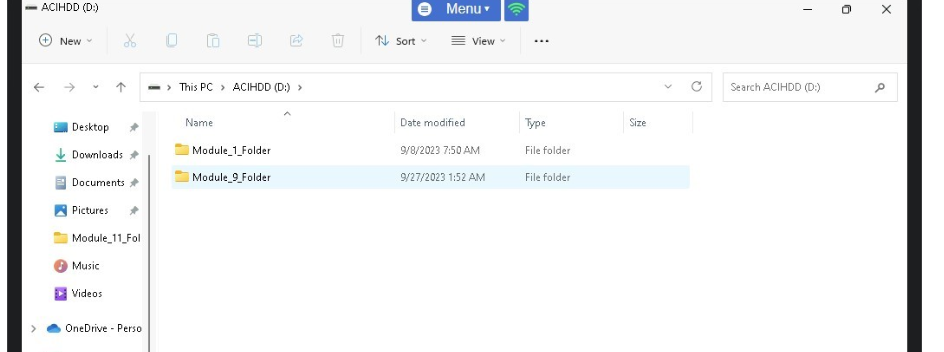 ACIHDD (D:)
Menu
New
Sort
View
This PC > ACIHDD (D:) >
Search ACIHDD (D:)
Name Date modified Type Size
Desktop
Module_1_Folder 9/8/2023 7:50 AM File folder
Downloads
Module_9_Folder 9/27/2023 1:52 AM File folder
Documents
Pictures
Module_11_Fol
Music
Videos
OneDrive - Perso